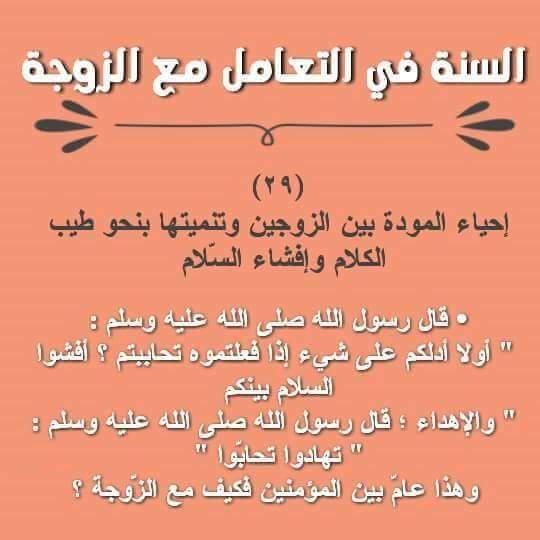 السنة في التعامل مع الزوجة
(٢٩)
إحياء المودة بين الزوجين وتنميتها بنحو طيب
الكلام وإفشاء السّلام
• قال رسول الله صلى الله عليه وسلم :
" أولا أدلكم على شيء إذا فعلتموه تحاببتم ؟ أفشوا
السلام بينكم
" والإهداء ؛ قال رسول الله صلى الله عليه وسلم :
" تهادوا تحابّوا "
وهذا عامّ بين المؤمنين فكيف مع الزّوجة ؟